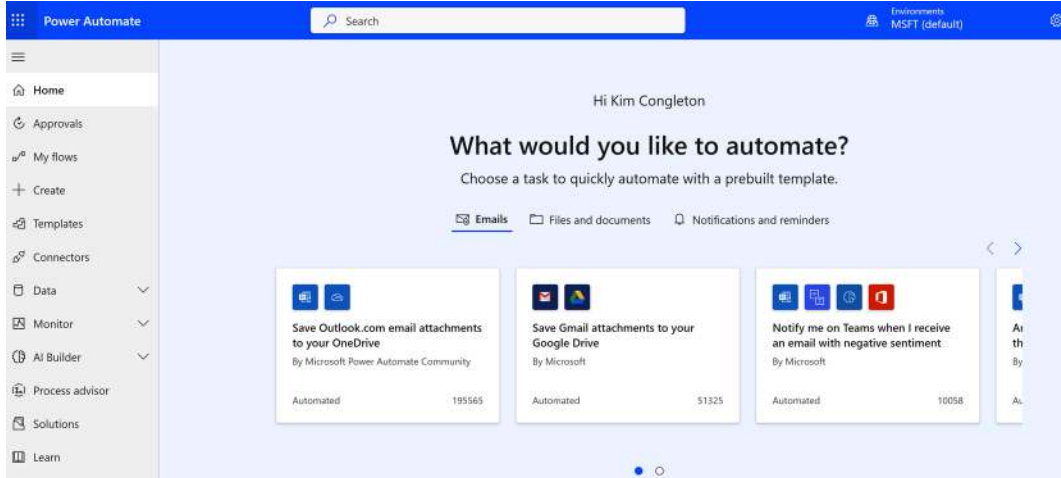 Power Automate
Search
Environments
MSFT (default)
Home
Approvals
My flows
Create
Templates
Connectors
Data
Monitor
AI Builder
Process advisor
Solutions
Learn
Hi Kim Congleton
What would you like to automate?
Choose a task to quickly automate with a prebuilt template.
Emails Files and documents Notifications and reminders
Save Outlook.com email attachments
to your OneDrive
By Microsoft Power Automate Community
Automated 195565
Save Gmail attachments to your
Google Drive
By Microsoft
Automated 51325
Notify me on Teams when I receive
an email with negative sentiment
By Microsoft
Automated 10058
th
By